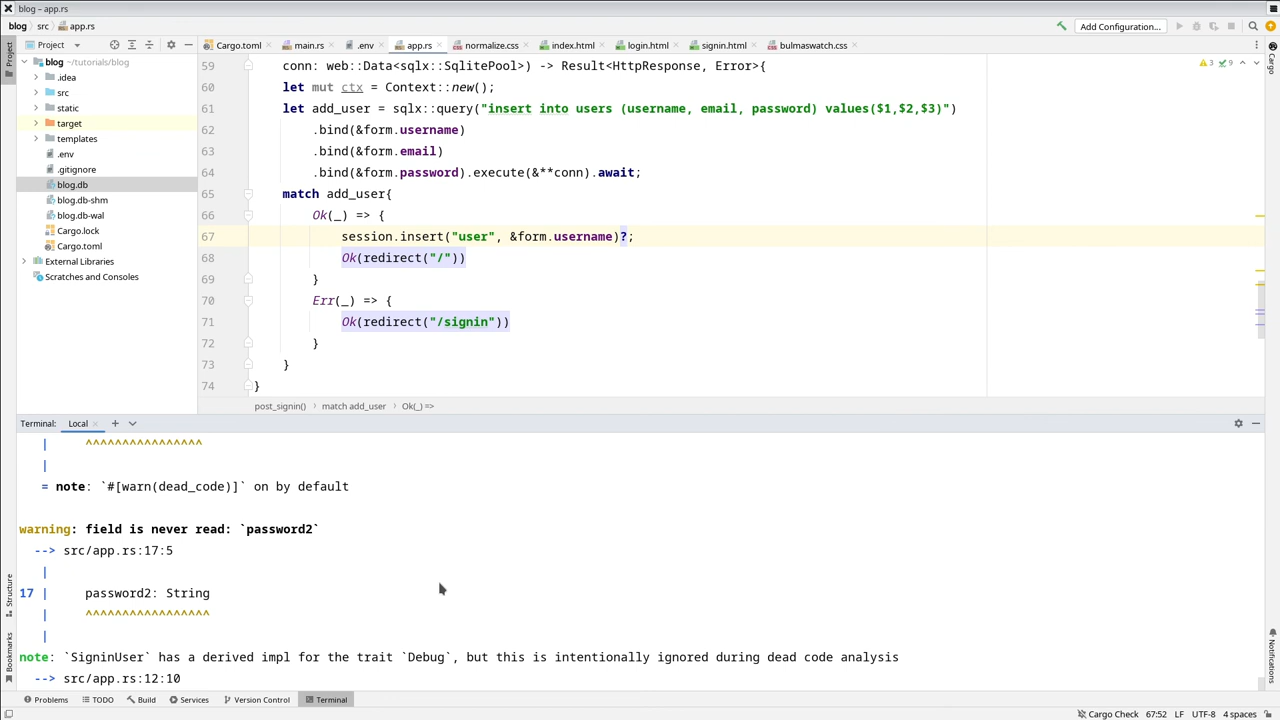 blog – app.rs
blog src app.rs
Add Configuration...
Project
Cargo.toml main.rs .env app.rs normalize.css index.html login.html signin.html bulmaswatch.css
Project
Cargo
blog ~/tutorials/blog
.idea
src
static
target
templates
.env
.gitignore
blog.db
blog.db-shm
blog.db-wal
Cargo.lock
Cargo.toml
External Libraries
Scratches and Consoles
3 9
59 conn: web::Data<sqlx::SqlitePool>) -> Result<HttpResponse, Error>{
60 let mut ctx = Context::new();
61 let add_user = sqlx::query("insert into users (username, email, password) values($1,$2,$3)")
62 .bind(&form.username)
63 .bind(&form.email)
64 .bind(&form.password).execute(&**conn).await;
65 match add_user{
66 Ok(_) => {
67 session.insert("user", &form.username)?;
68 Ok(redirect("/"))
69 }
70 Err(_) => {
71 Ok(redirect("/signin"))
72 }
73 }
74 }
post_signin() match add_user Ok(_) =>
Terminal: Local
| ^^^^^^^^^^^^^^^^
|
= note: `#[warn(dead_code)]` on by default
warning: field is never read: `password2`
--> src/app.rs:17:5
|
17 | password2: String
| ^^^^^^^^^^^^^^^^^
|
note: `SigninUser` has a derived impl for the trait `Debug`, but this is intentionally ignored during dead code analysis
--> src/app.rs:12:10
Structure
Bookmarks
Notifications
Problems TODO Build Services Version Control Terminal
Cargo Check 67:52 LF UTF-8 4 spaces